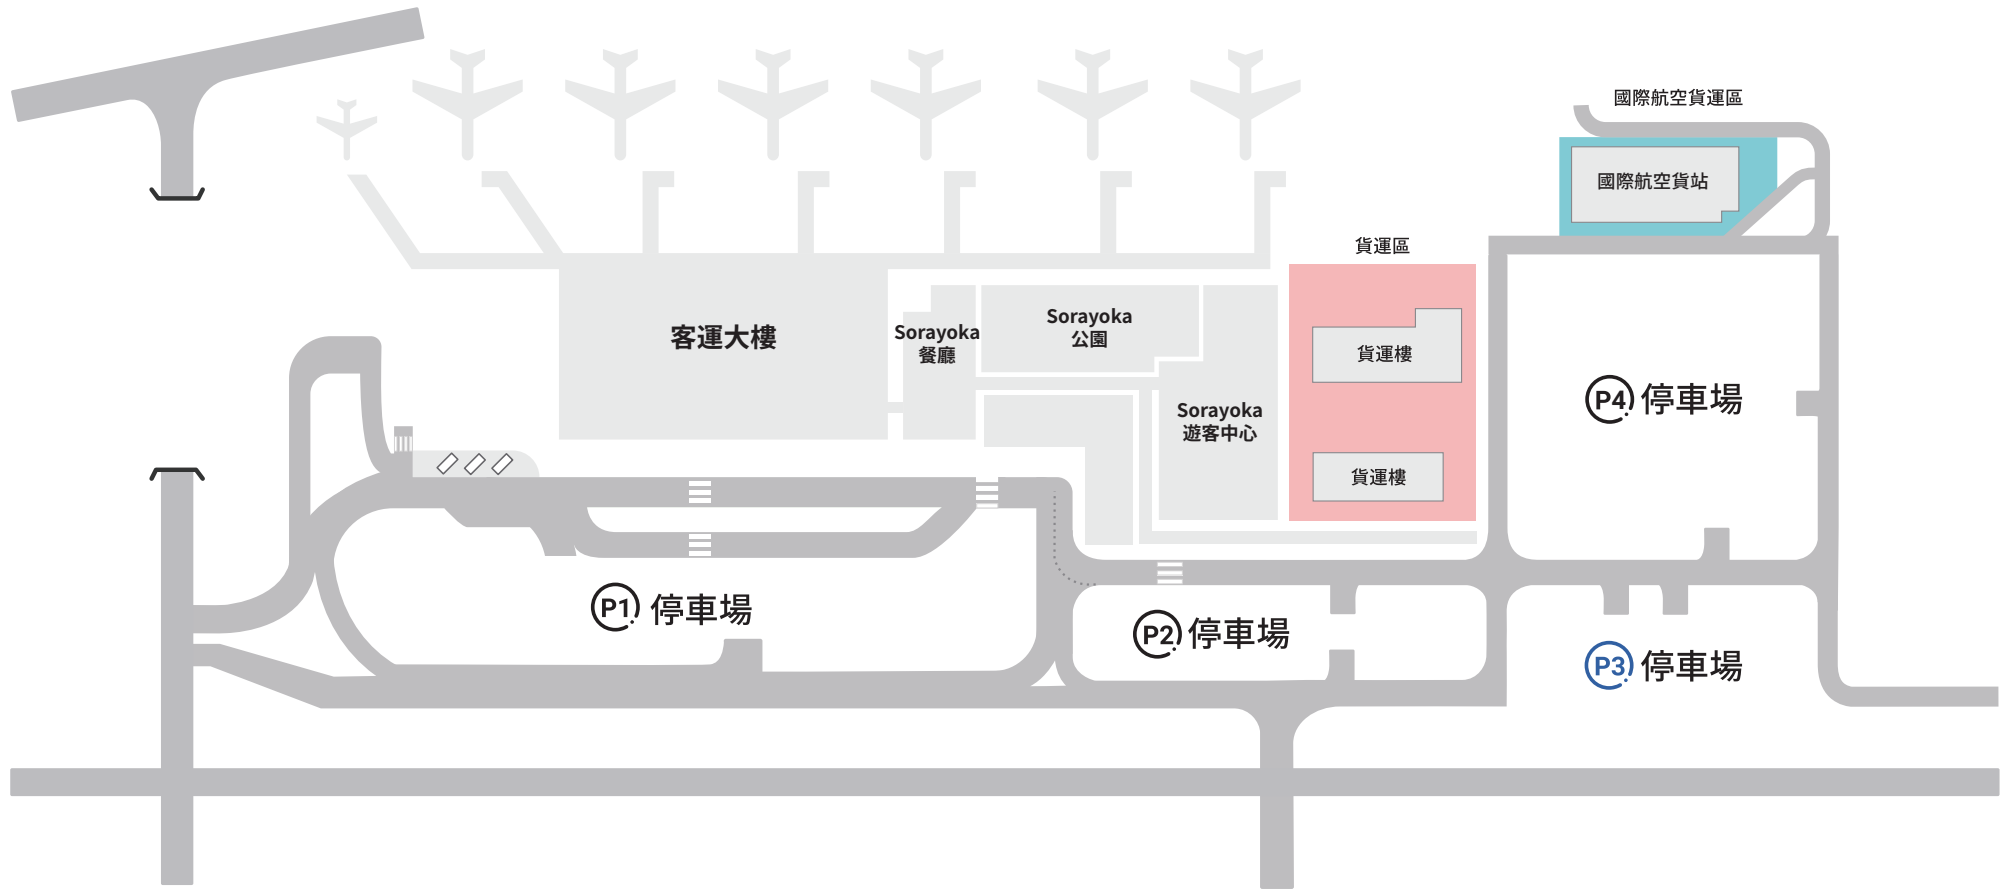 國際航空貨運區
國際航空貨站
貨運區
客運大樓
Sorayoka
餐廳
Sorayoka
公園
Sorayoka
遊客中心
貨運樓
貨運樓
P4 停車場
P1 停車場
P2 停車場
P3 停車場